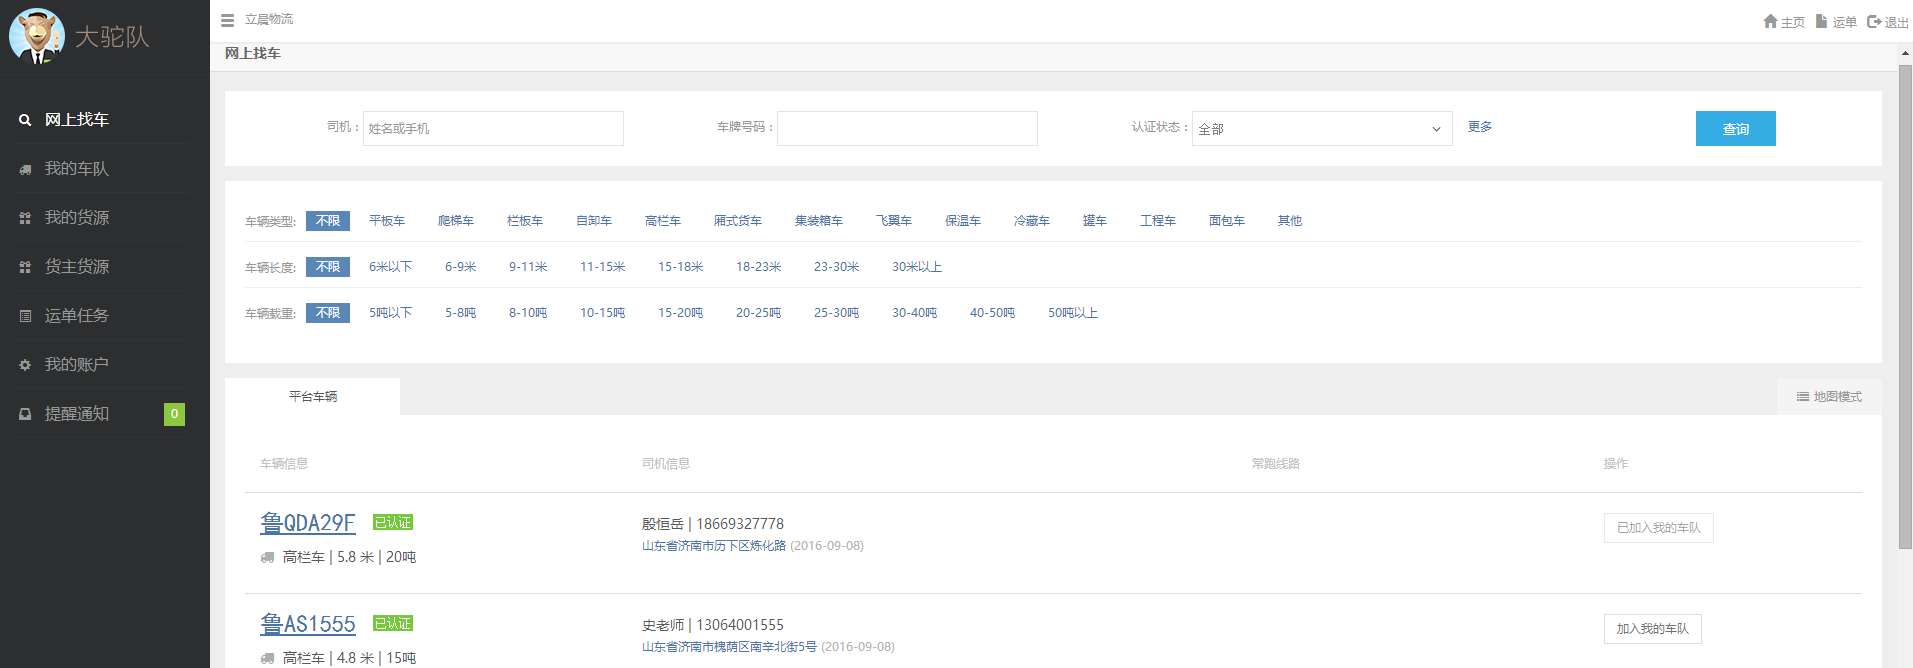 大驼队
立晨物流
主页 运单 退出
网上找车
网上找车
我的车队
我的货源
货主货源
运单任务
我的账户
提醒通知 0
司机： 姓名或手机 车牌号码： 认证状态： 全部 更多 查询
车辆类型: 不限 平板车 爬梯车 栏板车 自卸车 高栏车 厢式货车 集装箱车 飞翼车 保温车 冷藏车 罐车 工程车 面包车 其他
车辆长度: 不限 6米以下 6-9米 9-11米 11-15米 15-18米 18-23米 23-30米 30米以上
车辆载重: 不限 5吨以下 5-8吨 8-10吨 10-15吨 15-20吨 20-25吨 25-30吨 30-40吨 40-50吨 50吨以上
平台车辆 地图模式
车辆信息 司机信息 常跑线路 操作
鲁QDA29F 已认证 殷恒岳 | 18669327778 已加入我的车队
山东省济南市历下区炼化路 (2016-09-08)
高栏车 | 5.8 米 | 20吨
鲁AS1555 已认证 史老师 | 13064001555 加入我的车队
山东省济南市槐荫区南辛北街5号 (2016-09-08)
高栏车 | 4.8 米 | 15吨